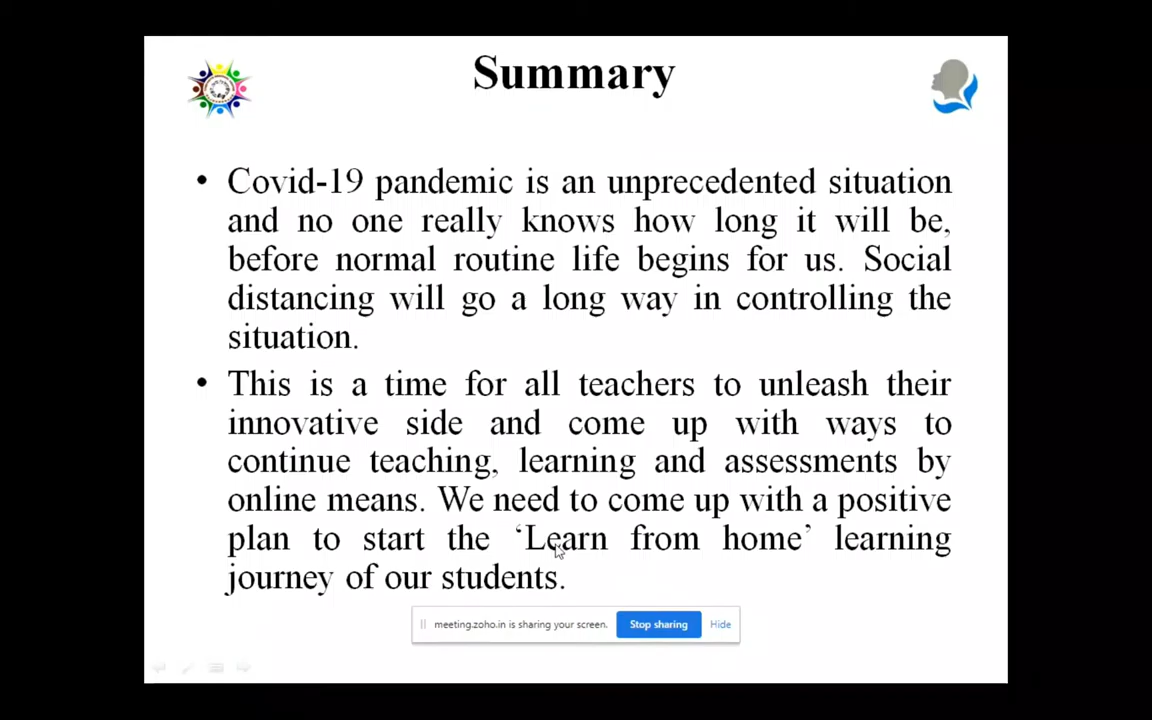 Summary
• Covid-19 pandemic is an unprecedented situation
and no one really knows how long it will be,
before normal routine life begins for us. Social
distancing will go a long way in controlling the
situation.
• This is a time for all teachers to unleash their
innovative side and come up with ways to
continue teaching, learning and assessments by
online means. We need to come up with a positive
plan to start the ‘Learn from home’ learning
journey of our students.
meeting.zoho.in is sharing your screen. Stop sharing Hide